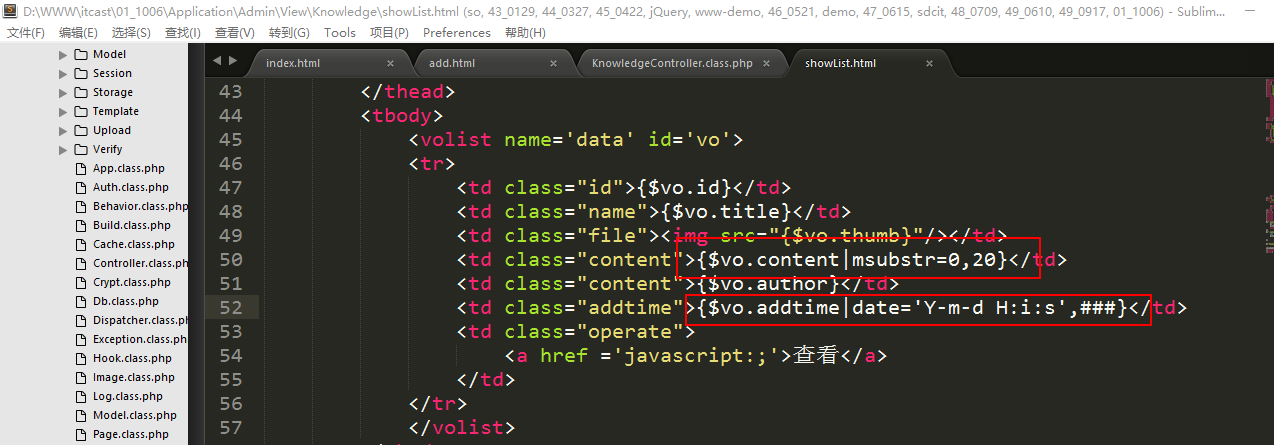 D:\WWW\itcast\01_1006\Application\Admin\View\Knowledge\showList.html (so, 43_0129, 44_0327, 45_0422, jQuery, www-demo, 46_0521, demo, 47_0615, sdcit, 48_0709, 49_0610, 49_0917, 01_1006) - Sublim...
文件(F) 编辑(E) 选择(S) 查找(I) 查看(V) 转到(G) Tools 项目(P) Preferences 帮助(H)
Model
Session
Storage
Template
Upload
Verify
App.class.php
Auth.class.php
Behavior.class.php
Build.class.php
Cache.class.php
Controller.class.php
Crypt.class.php
Db.class.php
Dispatcher.class.php
Exception.class.php
Hook.class.php
Image.class.php
Log.class.php
Model.class.php
Page.class.php
index.html × add.html × KnowledgeController.class.php × showList.html ×
43 </thead>
44 <tbody>
45 <volist name='data' id='vo'>
46 <tr>
47 <td class="id">{$vo.id}</td>
48 <td class="name">{$vo.title}</td>
49 <td class="file"><img src="{$vo.thumb}"/></td>
50 <td class="content">{$vo.content|msubstr=0,20}</td>
51 <td class="content">{$vo.author}</td>
52 <td class="addtime">{$vo.addtime|date='Y-m-d H:i:s',###}</td>
53 <td class="operate">
54 <a href ='javascript:;'>查看</a>
55 </td>
56 </tr>
57 </volist>